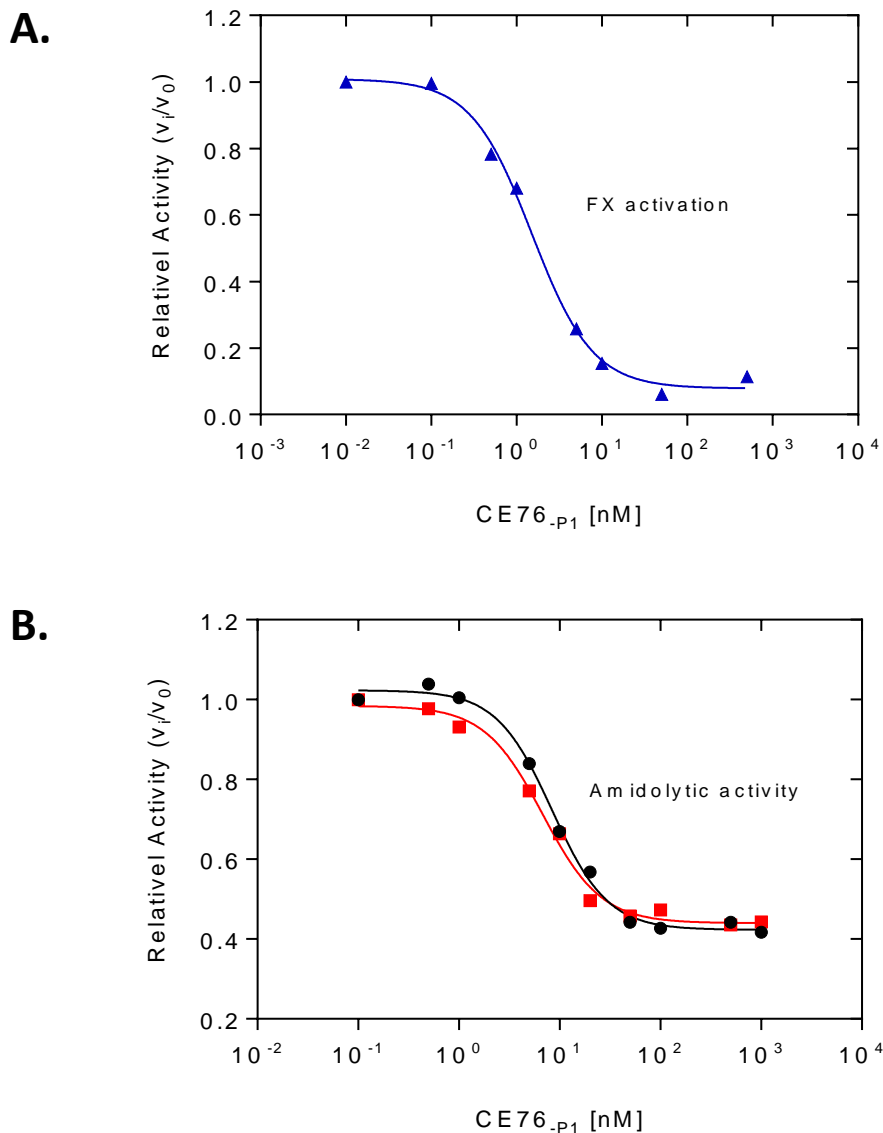 A.
1.2
1.0
0.8
0.6
0.4
0.2
0.0
Relativel Activity (vi/v0)
FX activation
10-3 10-2 10-1 100 101 102 103 104
CE76-P1 [nM]
B.
1.2
1.0
0.8
0.6
0.4
0.2
Relativel Activity (vi/v0)
Amidolytic activity
10-2 10-1 100 101 102 103 104
CE76-P1 [nM]